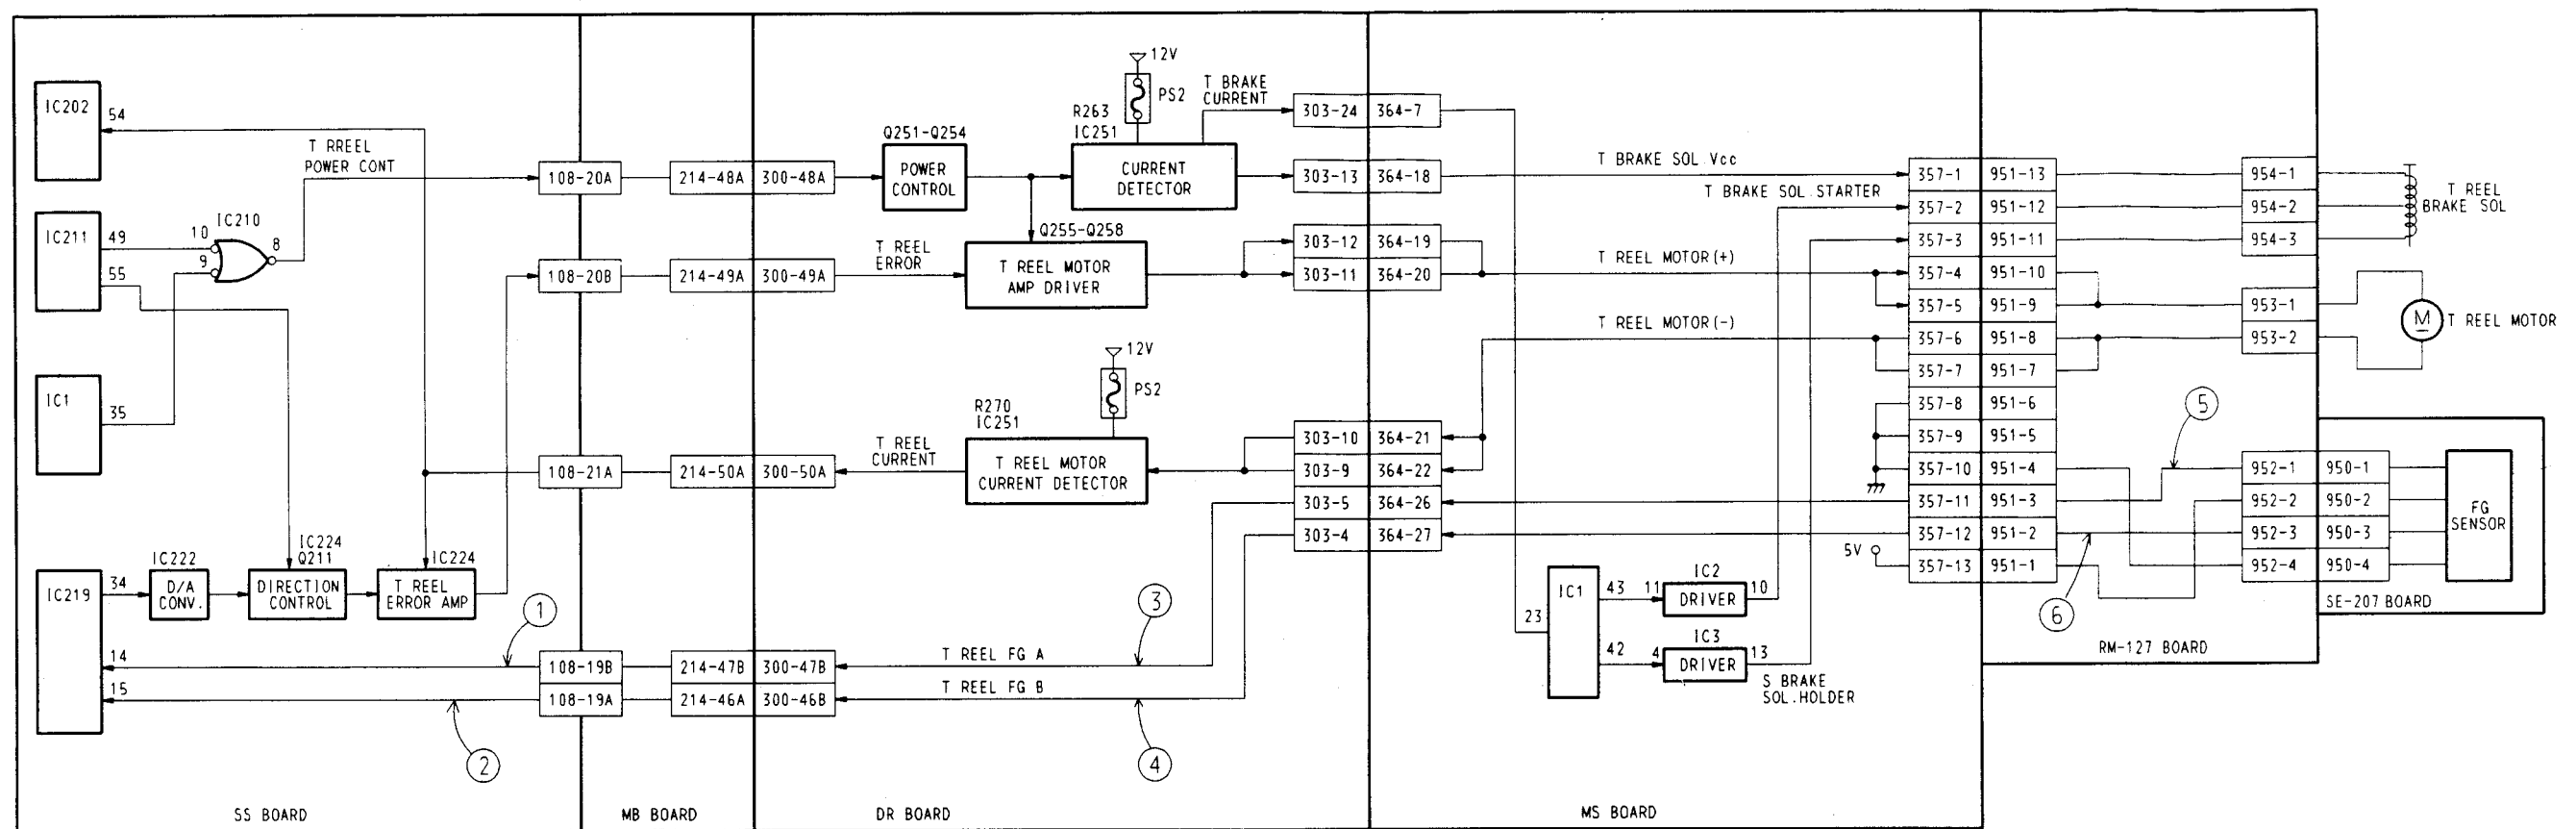 IC202
54
T RREEL
POWER CONT
IC211
49
55
IC210
10
9
8
IC1
35
IC219
34
14
15
IC222
D/A
CONV.
IC224
Q211
DIRECTION
CONTROL
IC224
T REEL
ERROR AMP
1
2
SS BOARD
108-20A
108-20B
108-21A
108-19B
108-19A
MB BOARD
214-48A
214-49A
214-50A
214-47B
214-46A
300-48A
300-49A
300-50A
300-47B
300-46B
12V
PS2
R263
IC251
CURRENT
DETECTOR
T BRAKE
CURRENT
Q251-Q254
POWER
CONTROL
T REEL
ERROR
Q255-Q258
T REEL MOTOR
AMP DRIVER
12V
PS2
R270
IC251
T REEL MOTOR
CURRENT DETECTOR
T REEL
CURRENT
T REEL FG A
T REEL FG B
3
4
DR BOARD
303-24
303-13
303-12
303-11
303-10
303-9
303-5
303-4
364-7
364-18
364-19
364-20
364-21
364-22
364-26
364-27
T BRAKE SOL.Vcc
T BRAKE SOL.STARTER
T REEL MOTOR(+)
T REEL MOTOR(-)
5V
23
IC1
43
42
IC2
11
DRIVER
10
IC3
4
DRIVER
13
S BRAKE
SOL.HOLDER
MS BOARD
357-1
357-2
357-3
357-4
357-5
357-6
357-7
357-8
357-9
357-10
357-11
357-12
357-13
951-13
951-12
951-11
951-10
951-9
951-8
951-7
951-6
951-5
951-4
951-3
951-2
951-1
5
6
RM-127 BOARD
954-1
954-2
954-3
953-1
953-2
952-1
952-2
952-3
952-4
950-1
950-2
950-3
950-4
T REEL
BRAKE SOL
M
T REEL MOTOR
FG
SENSOR
SE-207 BOARD